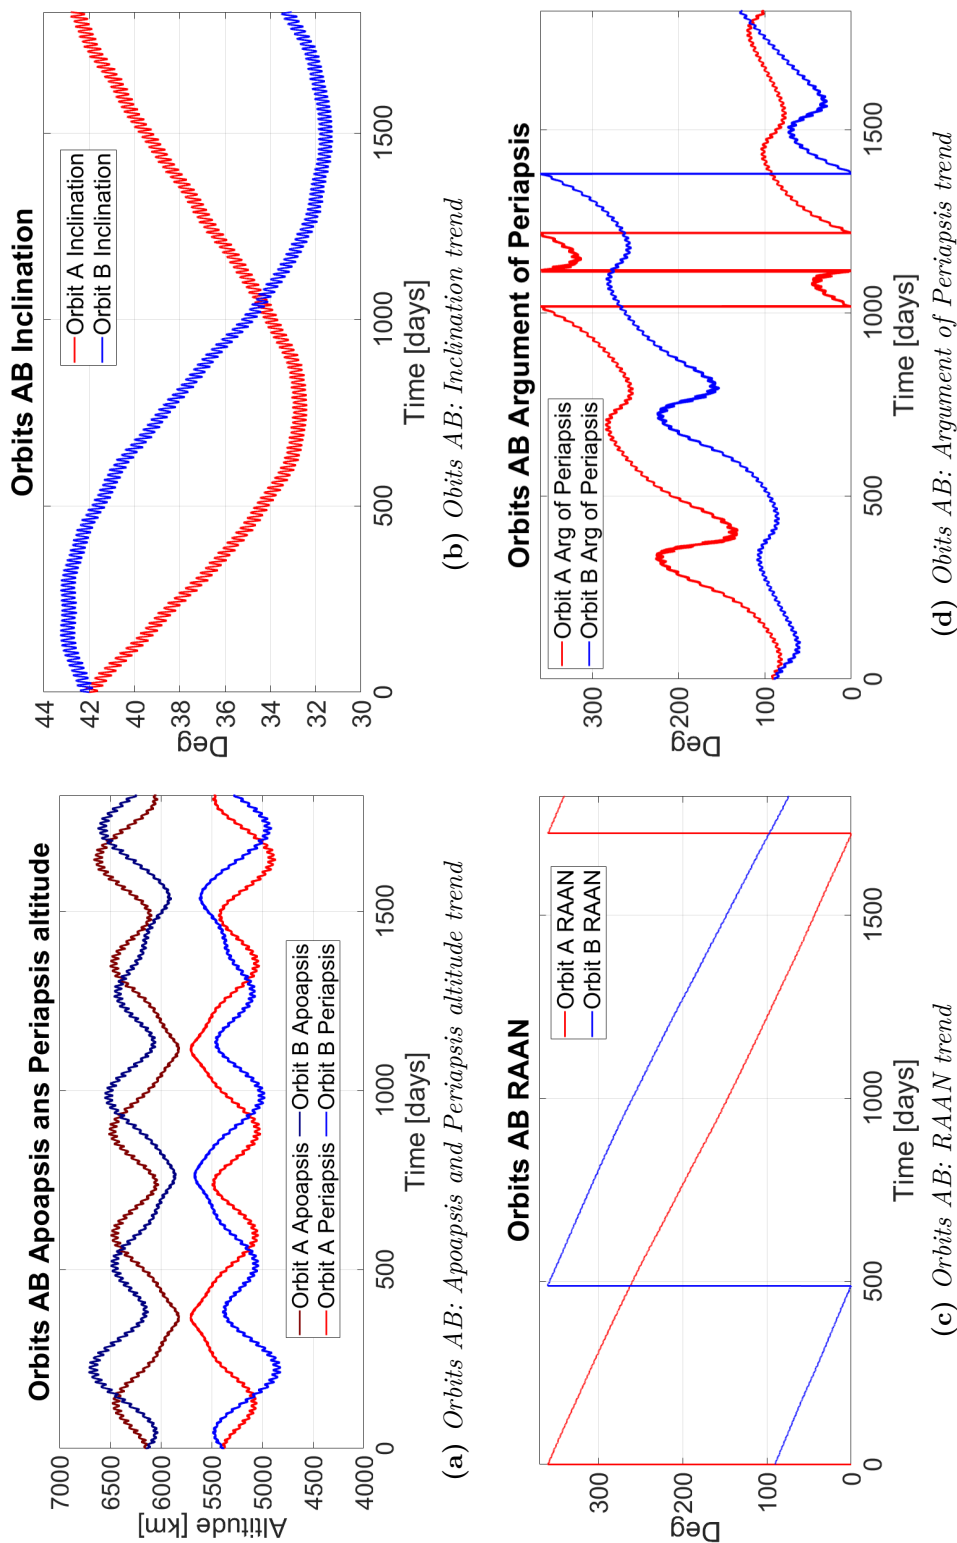 Orbits AB Apoapsis ans Periapsis altitude
7000
6500
6000
5500
5000
4500
4000
Altitude [km]
Orbit A Apoapsis
Orbit B Apoapsis
Orbit A Periapsis
Orbit B Periapsis
0
500
1000
1500
Time [days]
(a) Orbits AB: Apoapsis and Periapsis altitude trend
Orbits AB Inclination
44
42
40
38
36
34
32
30
Deg
Orbit A Inclination
Orbit B Inclination
0
500
1000
1500
Time [days]
(b) Obits AB: Inclination trend
Orbits AB RAAN
300
200
100
0
Deg
Orbit A RAAN
Orbit B RAAN
0
500
1000
1500
Time [days]
(c) Orbits AB: RAAN trend
Orbits AB Argument of Periapsis
300
200
100
0
Deg
Orbit A Arg of Periapsis
Orbit B Arg of Periapsis
0
500
1000
1500
Time [days]
(d) Obits AB: Argument of Periapsis trend